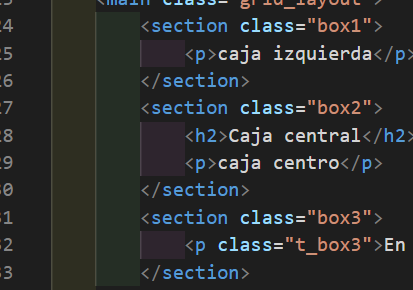 <main class="grid_layout">
24 <section class="box1">
25 <p>caja izquierda</p>
26 </section>
27 <section class="box2">
28 <h2>Caja central</h2>
29 <p>caja centro</p>
30 </section>
31 <section class="box3">
32 <p class="t_box3">En
33 </section>